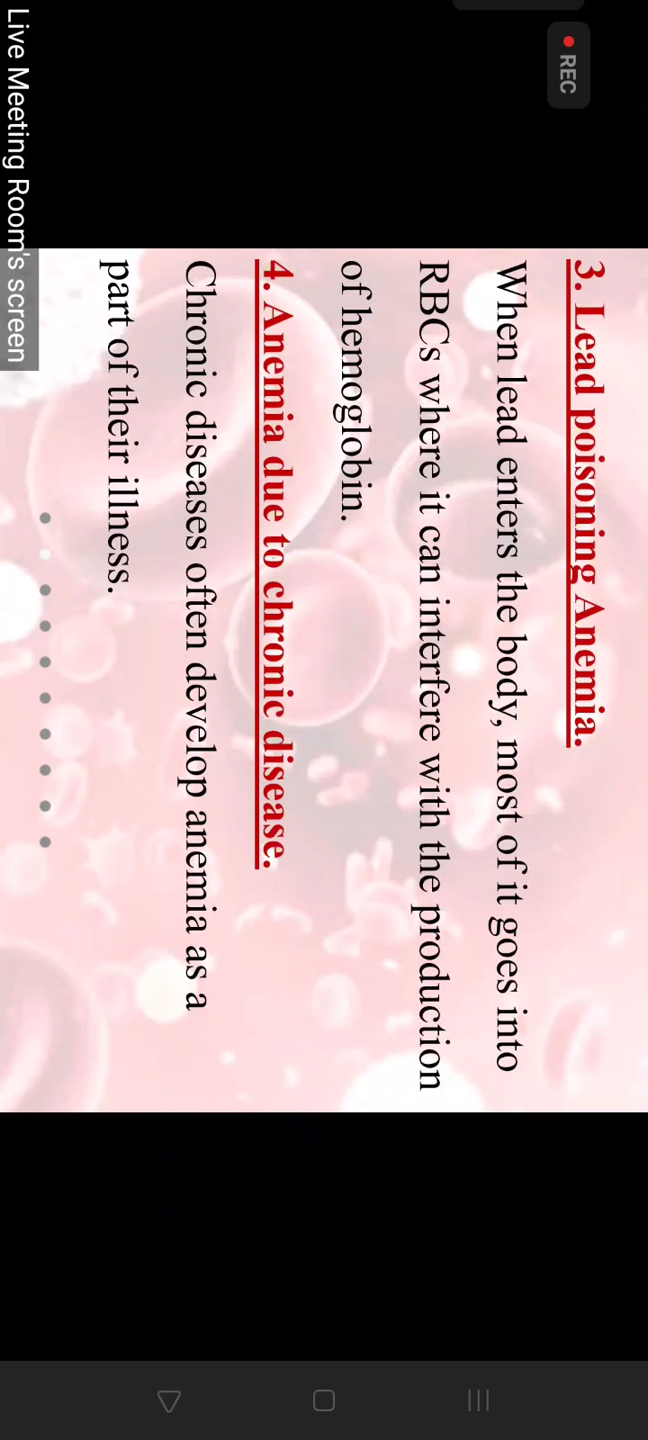 REC
3. Lead poisoning Anemia.
When lead enters the body, most of it goes into
RBCs where it can interfere with the production
of hemoglobin.
4. Anemia due to chronic disease.
Chronic diseases often develop anemia as a
part of their illness.
Live Meeting Room's screen